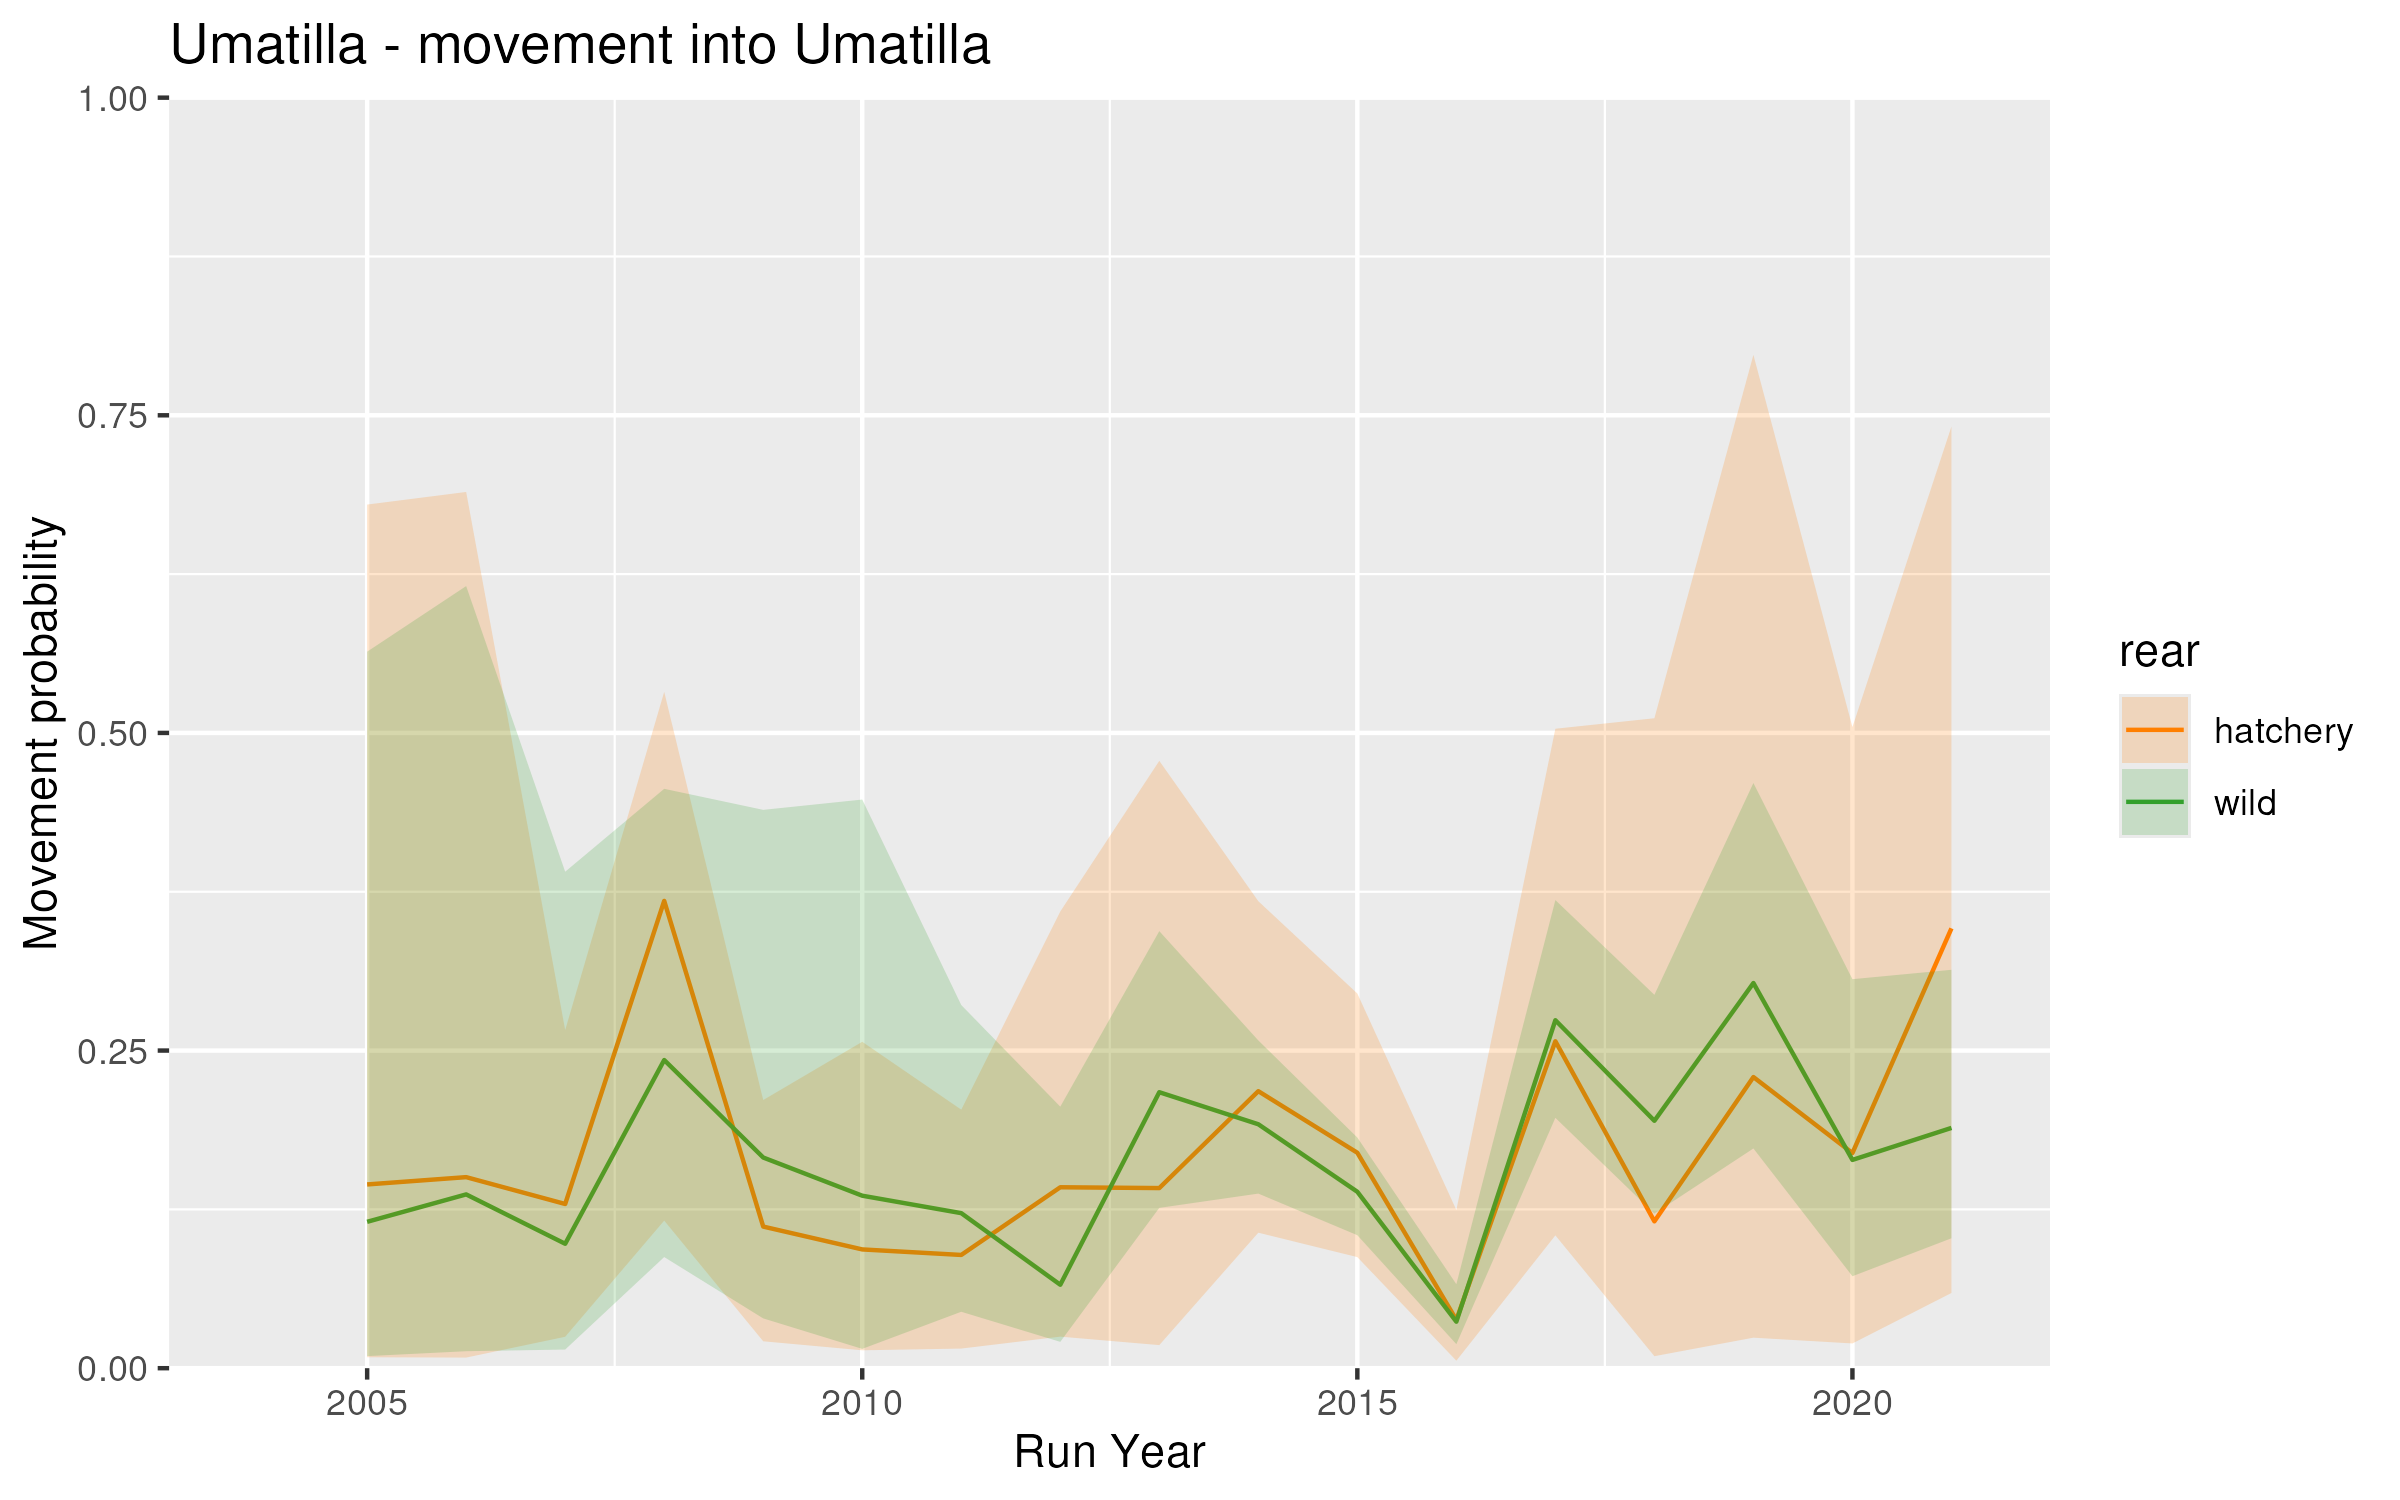 Umatilla - movement into Umatilla
1.00
0.75
0.50
0.25
0.00
Movement probability
2005
2010
2015
2020
Run Year
rear
hatchery
wild